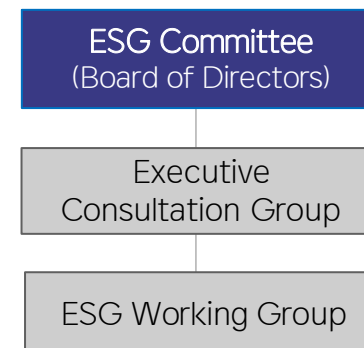 ESG Committee
(Board of Directors)
Executive
Consultation Group
ESG Working Group